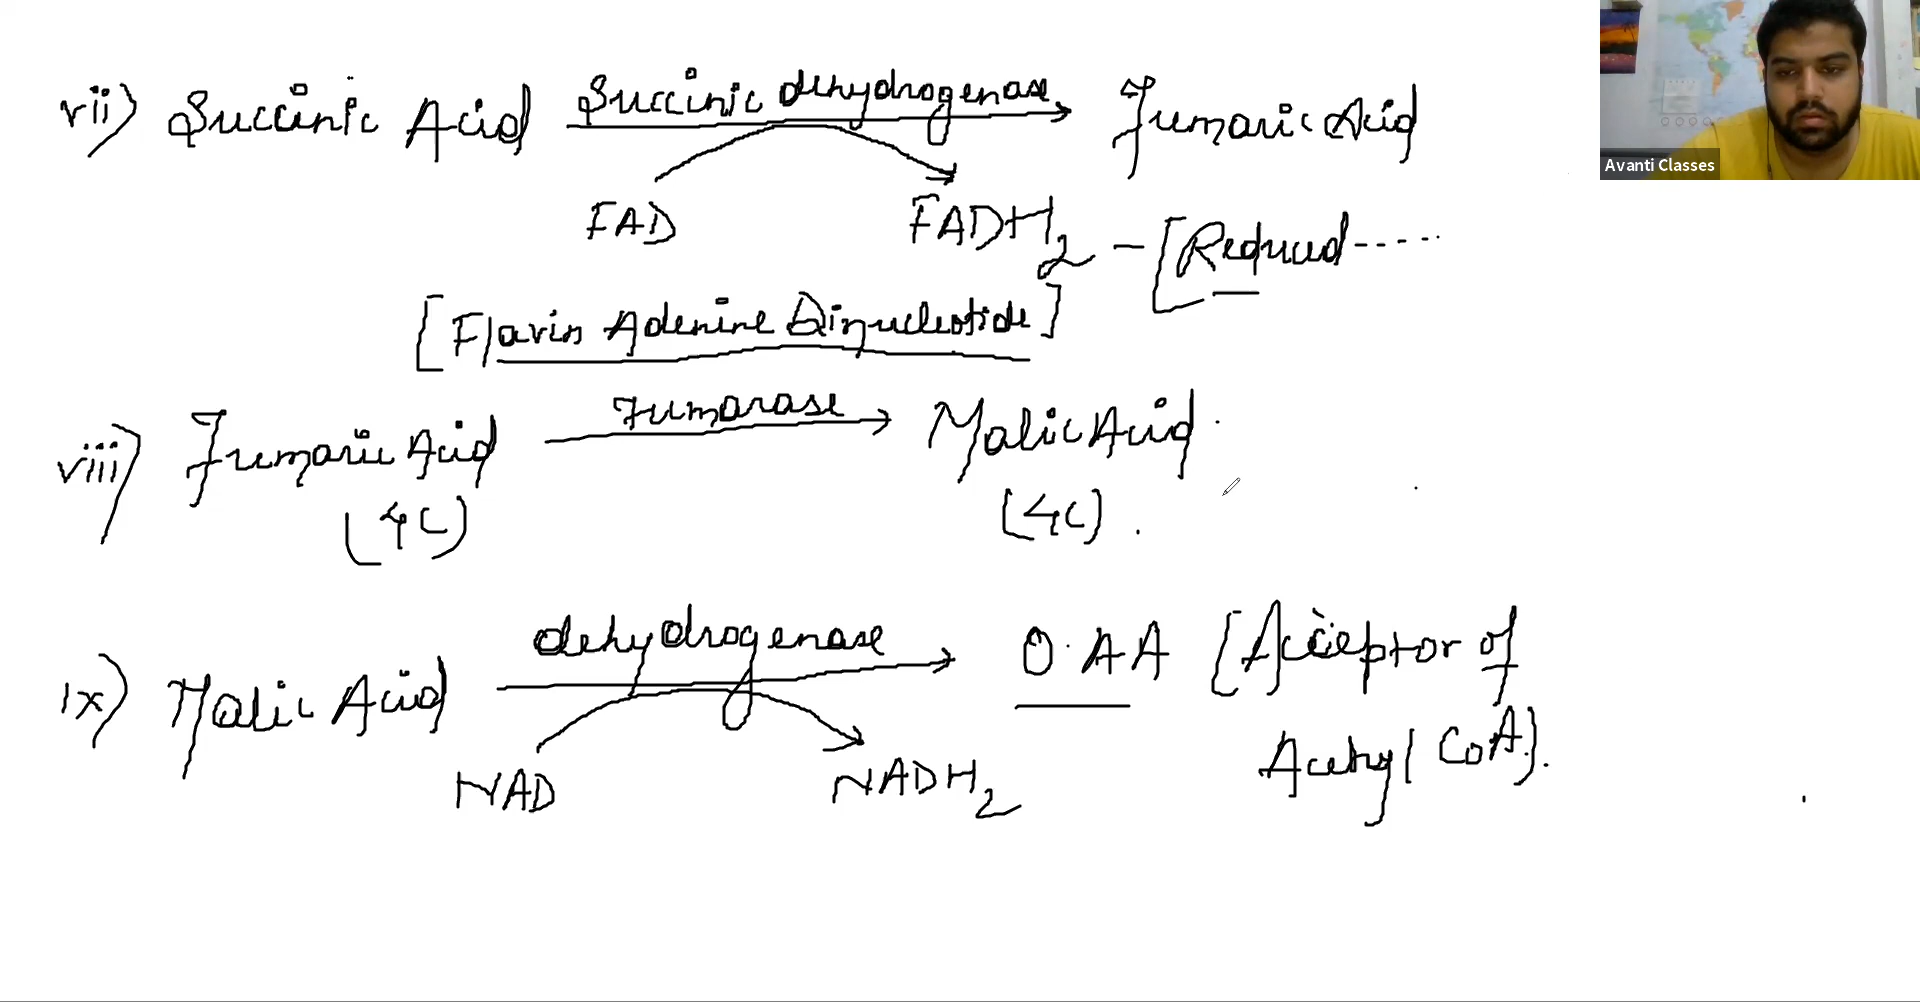 vii) Succinic Acid Succinic dehydrogenase Fumaric Acid
Avanti Classes
FAD FADH2 - [Reduced-----
[Flavin Adenine Dinucleotide]
viii) Fumaric Acid Fumarase Malic Acid
(4C) (4C).
ix) Malic Acid dehydrogenase O.AA [Acceptor of
Acetyl CoA].
NAD NADH2